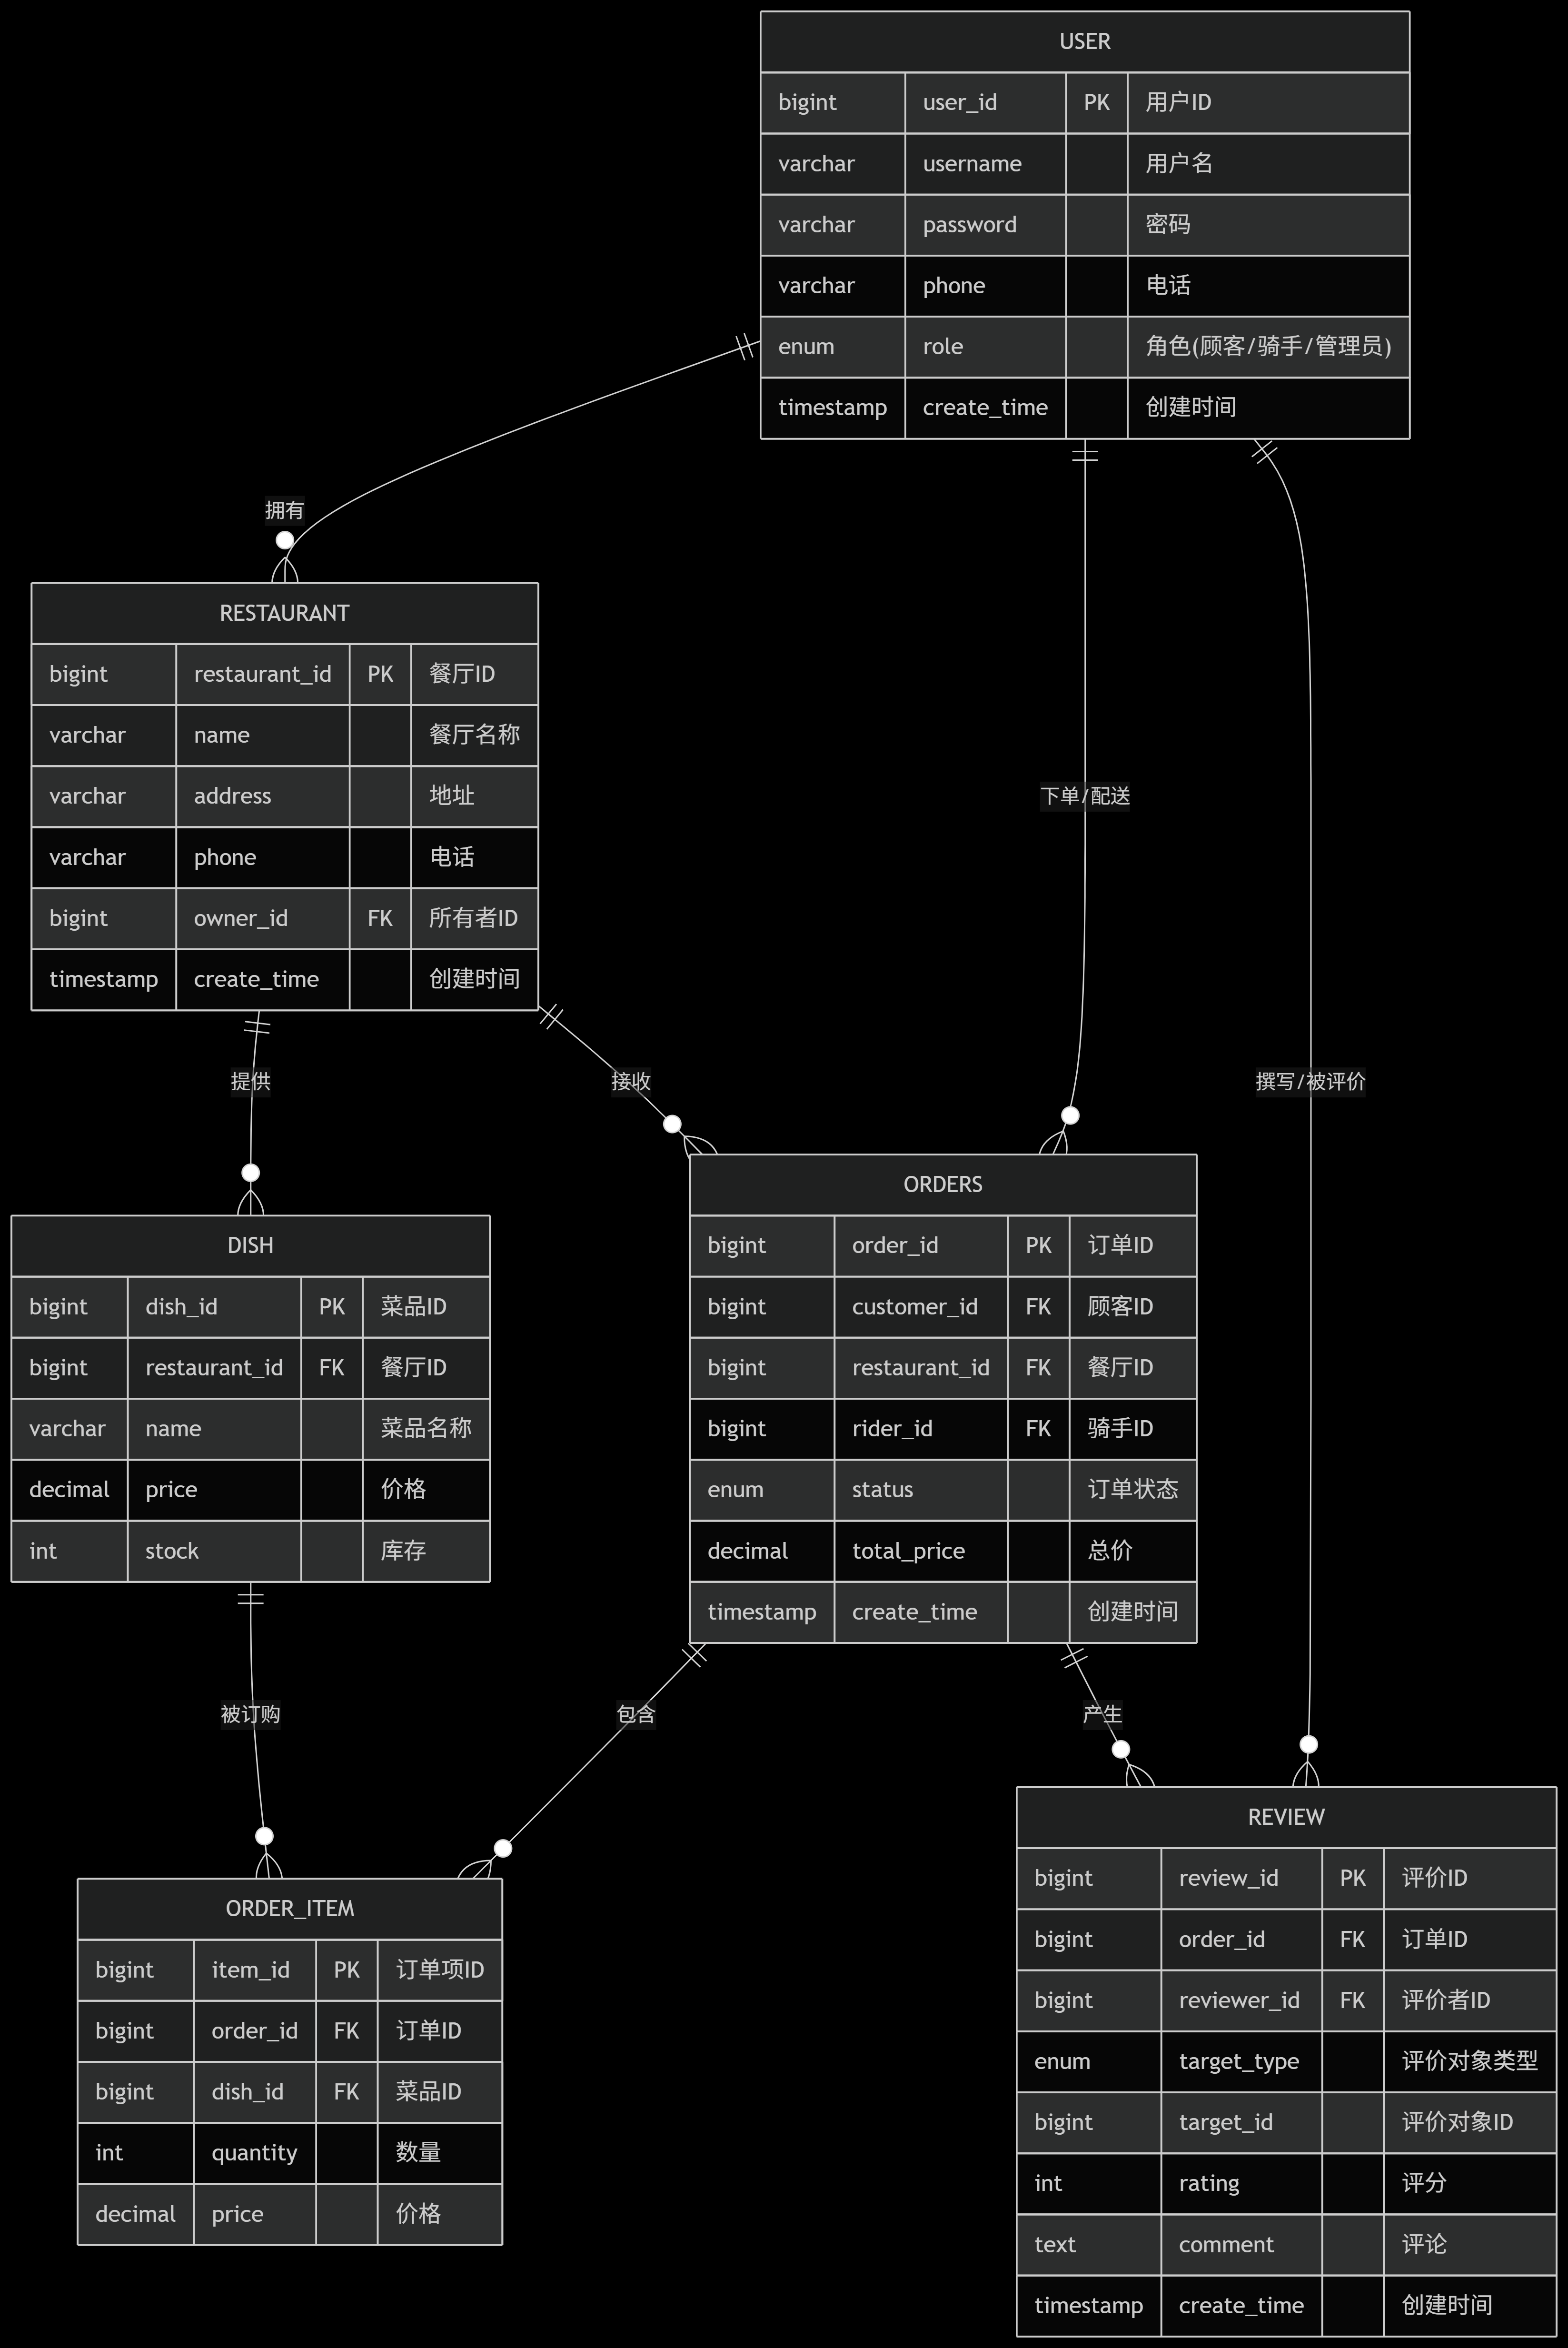 USER
bigint user_id PK 用户ID
varchar username 用户名
varchar password 密码
varchar phone 电话
enum role 角色(顾客/骑手/管理员)
timestamp create_time 创建时间
拥有
RESTAURANT
bigint restaurant_id PK 餐厅ID
varchar name 餐厅名称
varchar address 地址
varchar phone 电话
bigint owner_id FK 所有者ID
timestamp create_time 创建时间
下单/配送
提供
接收
撰写/被评价
DISH
bigint dish_id PK 菜品ID
bigint restaurant_id FK 餐厅ID
varchar name 菜品名称
decimal price 价格
int stock 库存
ORDERS
bigint order_id PK 订单ID
bigint customer_id FK 顾客ID
bigint restaurant_id FK 餐厅ID
bigint rider_id FK 骑手ID
enum status 订单状态
decimal total_price 总价
timestamp create_time 创建时间
被订购
包含
产生
ORDER_ITEM
bigint item_id PK 订单项ID
bigint order_id FK 订单ID
bigint dish_id FK 菜品ID
int quantity 数量
decimal price 价格
REVIEW
bigint review_id PK 评价ID
bigint order_id FK 订单ID
bigint reviewer_id FK 评价者ID
enum target_type 评价对象类型
bigint target_id 评价对象ID
int rating 评分
text comment 评论
timestamp create_time 创建时间